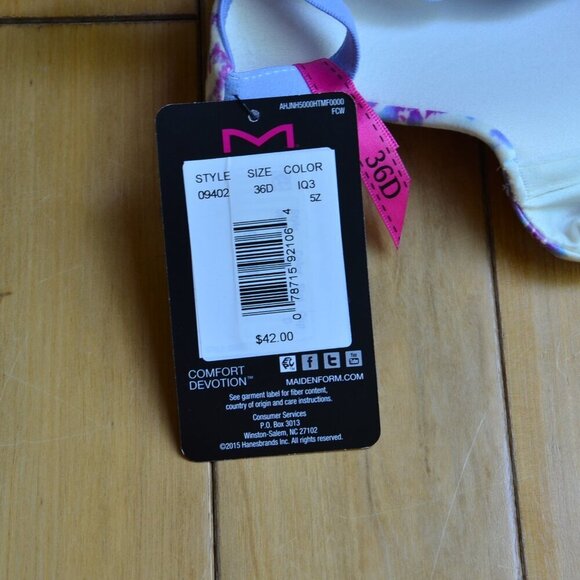 AHJNH5000HTMF0000
FCW
M
STYLE SIZE COLOR
09402 36D IQ3
5Z
0 78715 92106 4
$42.00
36D
COMFORT
DEVOTION™
f t You Tube
MAIDENFORM.COM
See garment label for fiber content,
country of origin and care instructions.
Consumer Services
P.O. Box 3013
Winston-Salem, NC 27102
©2015 Hanesbrands Inc. All rights reserved.